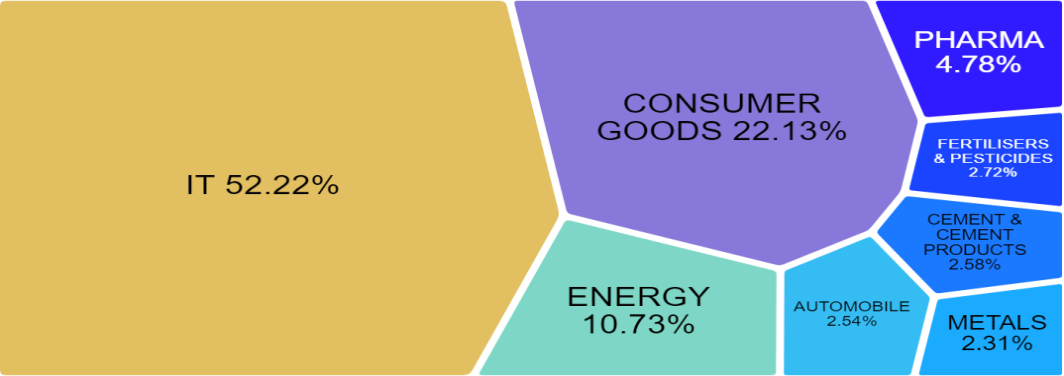 IT 52.22%
CONSUMER
GOODS 22.13%
PHARMA
4.78%
FERTILISERS
& PESTICIDES
2.72%
CEMENT &
CEMENT
PRODUCTS
2.58%
ENERGY
10.73%
AUTOMOBILE
2.54%
METALS
2.31%